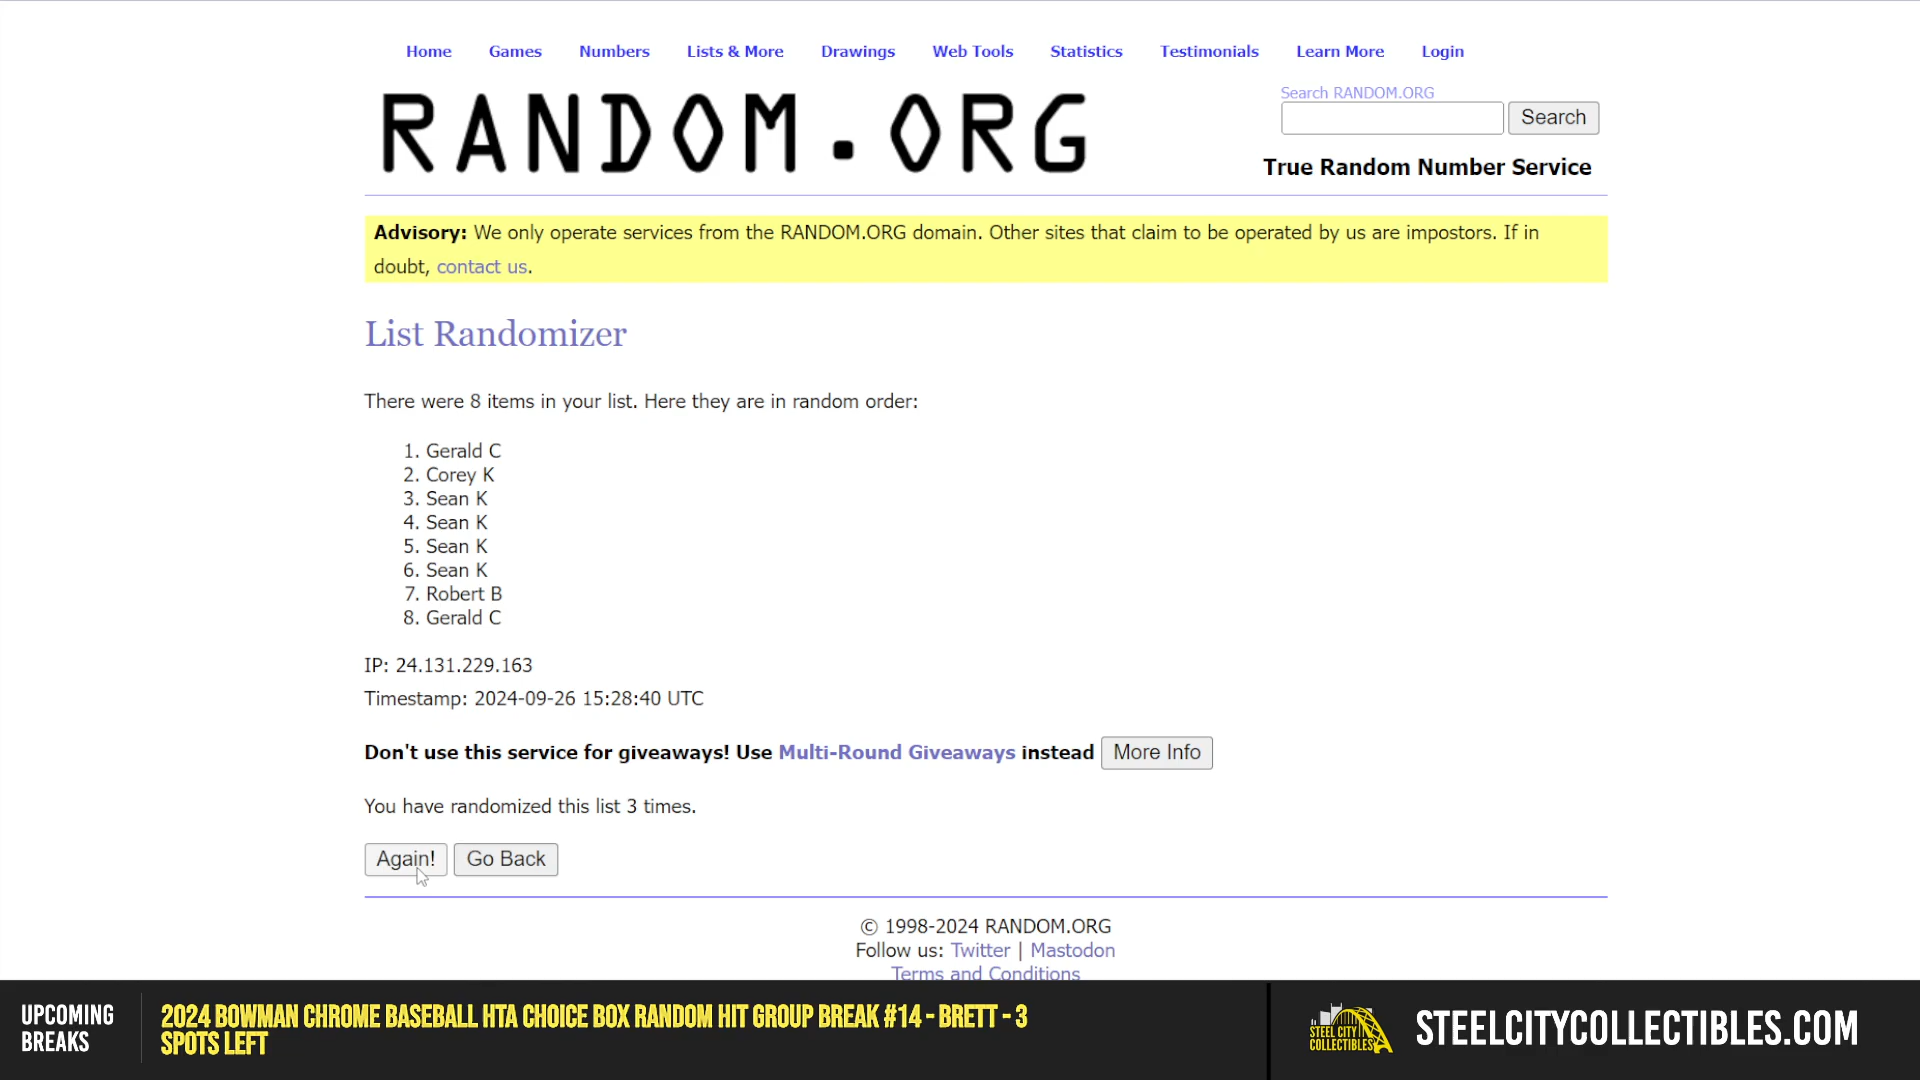 Home Games Numbers Lists & More Drawings Web Tools Statistics Testimonials Learn More Login
RANDOM.ORG
Search RANDOM.ORG
Search
True Random Number Service
Advisory: We only operate services from the RANDOM.ORG domain. Other sites that claim to be operated by us are impostors. If in
doubt, contact us.
List Randomizer
There were 8 items in your list. Here they are in random order:
1. Gerald C
2. Corey K
3. Sean K
4. Sean K
5. Sean K
6. Sean K
7. Robert B
8. Gerald C
IP: 24.131.229.163
Timestamp: 2024-09-26 15:28:40 UTC
Don't use this service for giveaways! Use Multi-Round Giveaways instead More Info
You have randomized this list 3 times.
Again! Go Back
© 1998-2024 RANDOM.ORG
Follow us: Twitter | Mastodon
Terms and Conditions
UPCOMING
BREAKS
2024 BOWMAN CHROME BASEBALL HTA CHOICE BOX RANDOM HIT GROUP BREAK #14 - BRETT - 3
SPOTS LEFT
STEEL CITY
COLLECTIBLES
STEELCITYCOLLECTIBLES.COM